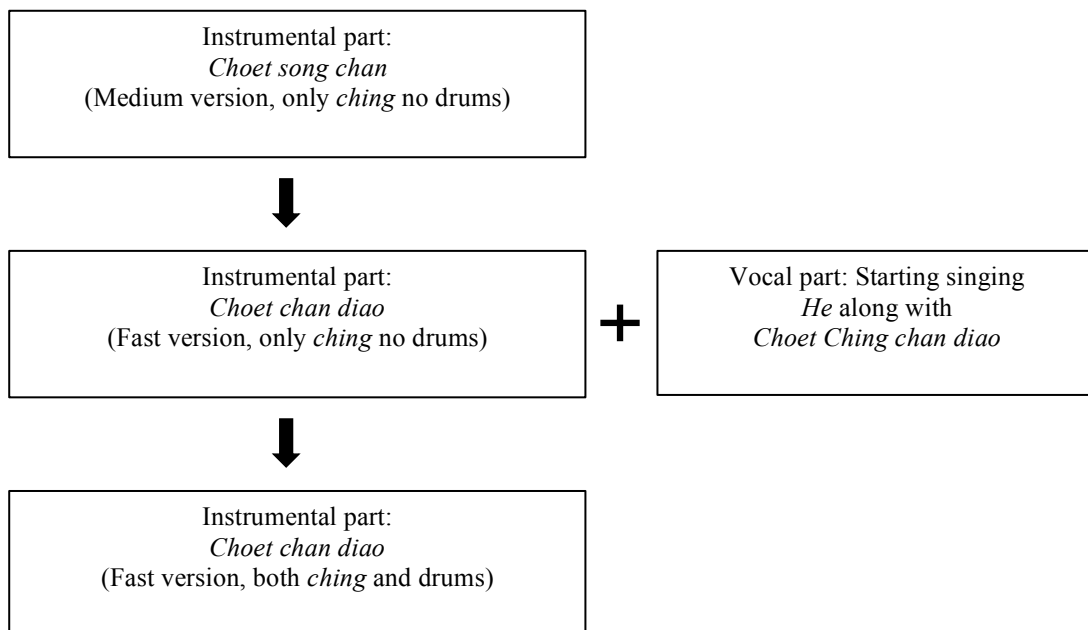 Instrumental part:
Choet song chan
(Medium version, only ching no drums)
Instrumental part:
Choet chan diao
(Fast version, only ching no drums)
Vocal part: Starting singing
He along with
Choet Ching chan diao
Instrumental part:
Choet chan diao
(Fast version, both ching and drums)